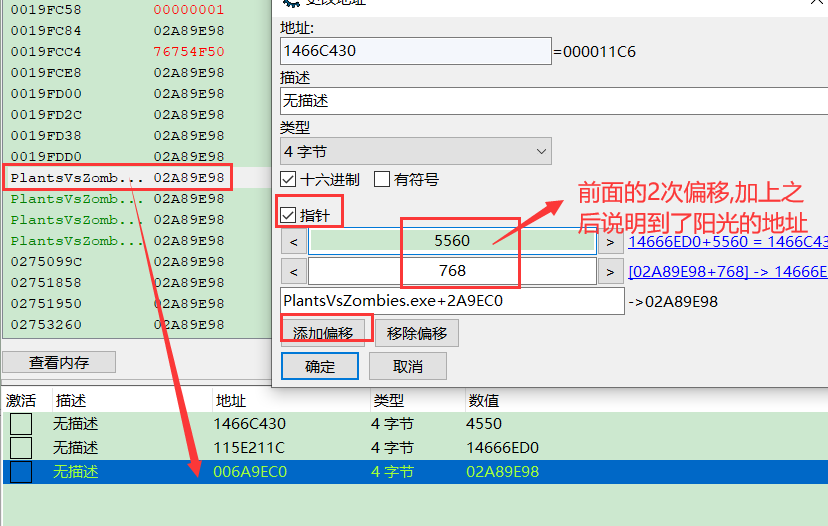 更改地址
0019FC58 00000001
0019FC84 02A89E98
0019FCC4 76754F50
0019FCE8 02A89E98
0019FD00 02A89E98
0019FD2C 02A89E98
0019FD38 02A89E98
0019FDD0 02A89E98
PlantsVsZomb... 02A89E98
PlantsVsZomb... 02A89E98
PlantsVsZomb... 02A89E98
PlantsVsZomb... 02A89E98
0275099C 02A89E98
02751858 02A89E98
02751950 02A89E98
02753260 02A89E98
查看内存
地址:
1466C430 =000011C6
描述
无描述
类型
4 字节
十六进制 有符号
指针
< 5560 > 14666ED0+5560 = 1466C43
< 768 > [02A89E98+768] -> 14666E
PlantsVsZombies.exe+2A9EC0 ->02A89E98
添加偏移 移除偏移
确定 取消
前面的2次偏移,加上之
后说明到了阳光的地址
激活 描述 地址 类型 数值
无描述 1466C430 4 字节 4550
无描述 115E211C 4 字节 14666ED0
无描述 006A9EC0 4 字节 02A89E98